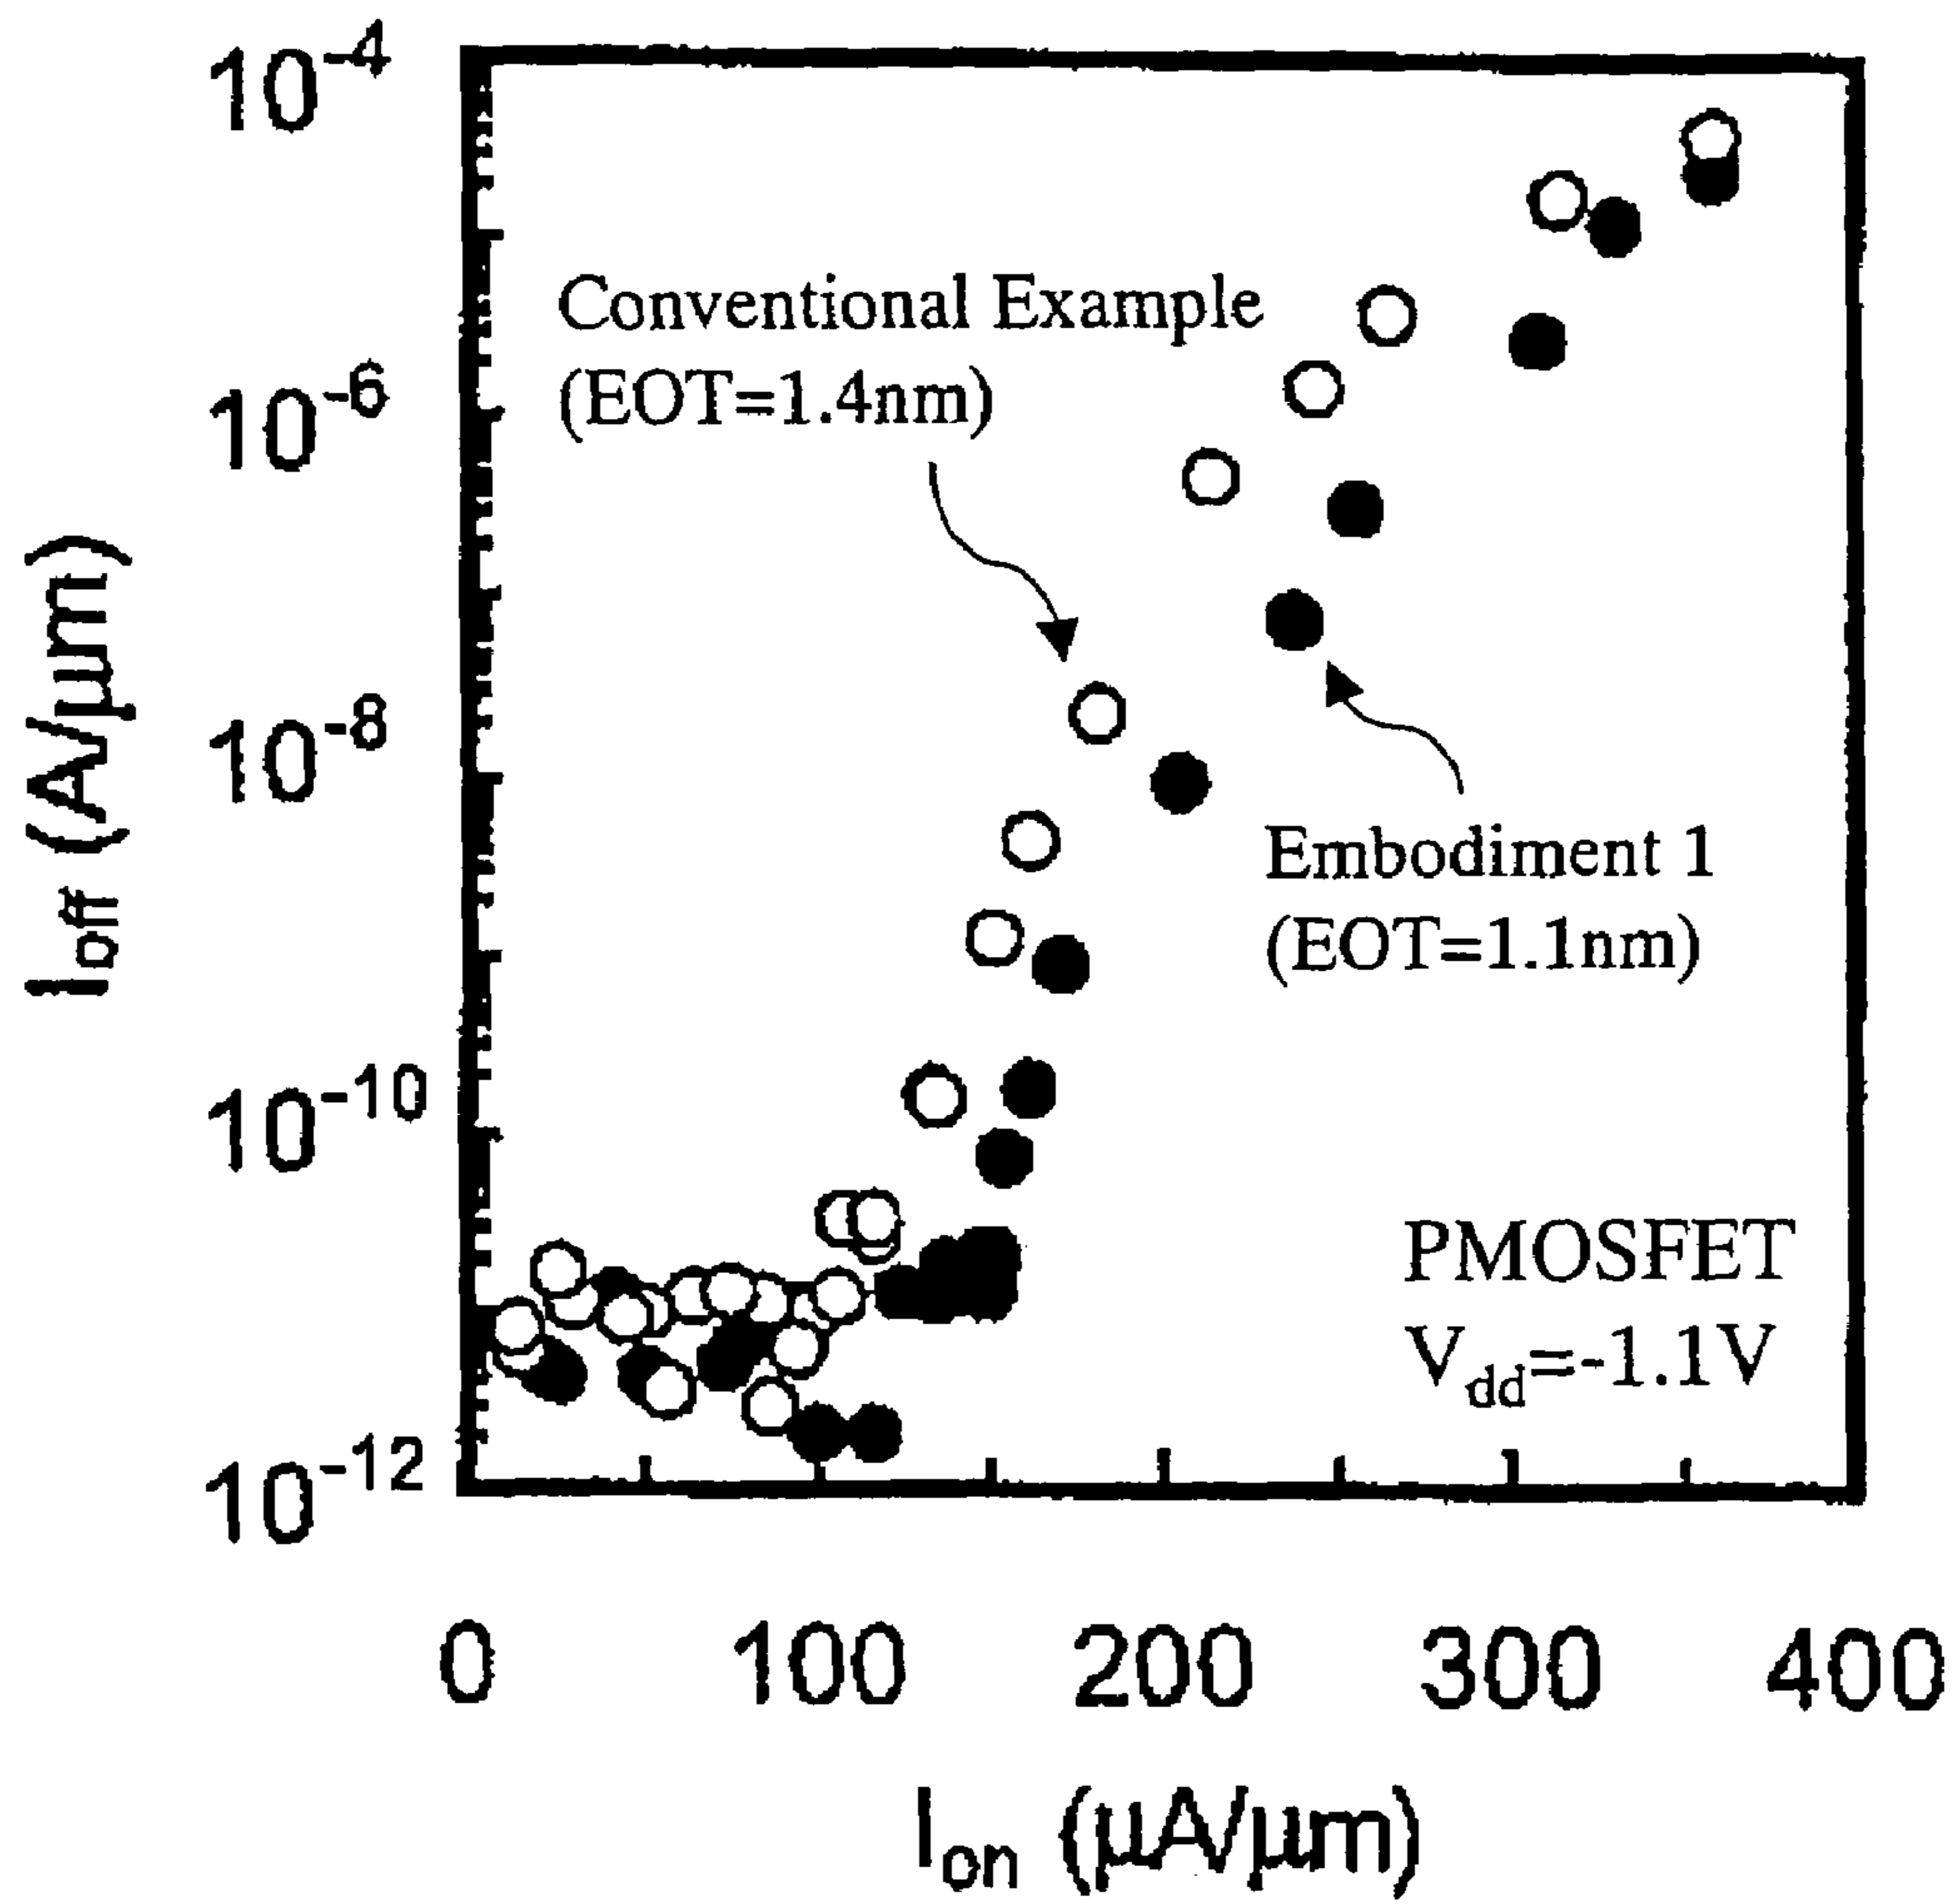 10⁻⁴
Conventional Example
(EOT=1.4nm)
10⁻⁶
Ioff (A/μm)
10⁻⁸
Embodiment 1
(EOT=1.1nm)
10⁻¹⁰
PMOSFET
Vdd=-1.1V
10⁻¹²
0 100 200 300 400
Ion (μA/μm)